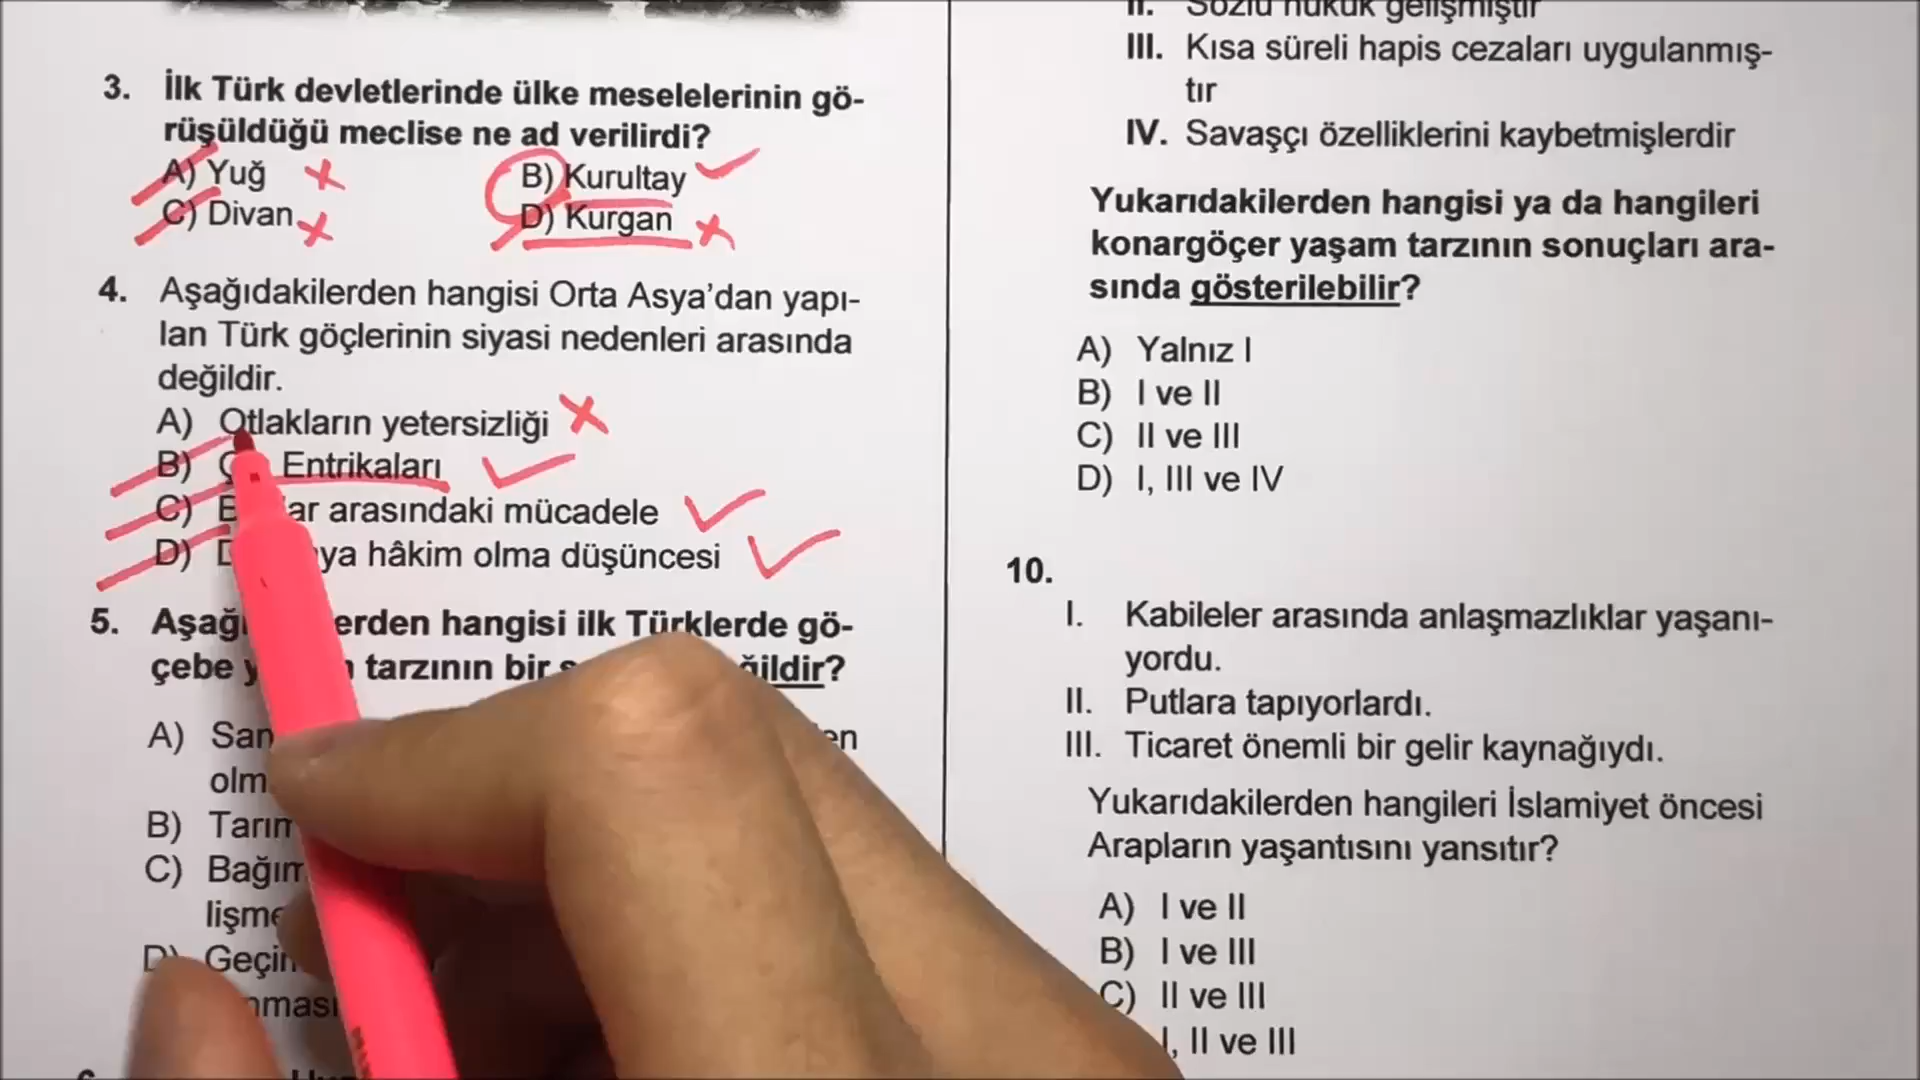 3. İlk Türk devletlerinde ülke meselelerinin gö-
rüşüldüğü meclise ne ad verilirdi?
A) Yuğ B) Kurultay
C) Divan D) Kurgan
4. Aşağıdakilerden hangisi Orta Asya'dan yapı-
lan Türk göçlerinin siyasi nedenleri arasında
değildir.
A) Otlakların yetersizliği
B) Entrikaları
C) arasındaki mücadele
D) hâkim olma düşüncesi
5. hangisi ilk Türklerde gö-
çebe tarzının bir
A)
B)
C)
D)
II. Sözlü hukuk gelişmiştir
III. Kısa süreli hapis cezaları uygulanmış-
tır
IV. Savaşçı özelliklerini kaybetmişlerdir
Yukarıdakilerden hangisi ya da hangileri
konargöçer yaşam tarzının sonuçları ara-
sında gösterilebilir?
A) Yalnız I
B) I ve II
C) II ve III
D) I, III ve IV
10.
I. Kabileler arasında anlaşmazlıklar yaşanı-
yordu.
II. Putlara tapıyorlardı.
III. Ticaret önemli bir gelir kaynağıydı.
Yukarıdakilerden hangileri İslamiyet öncesi
Arapların yaşantısını yansıtır?
A) I ve II
B) I ve III
C) II ve III
I, II ve III